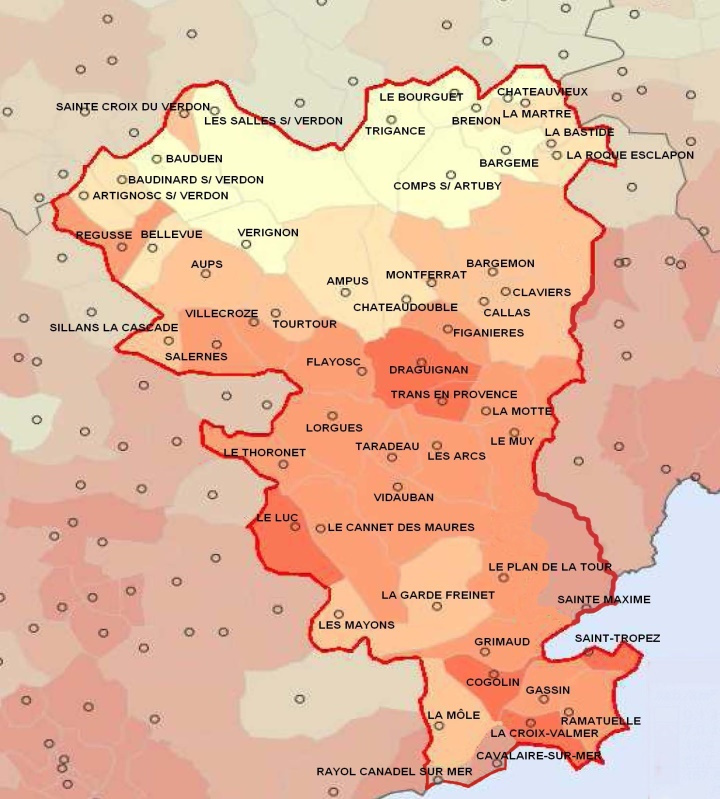 CHATEAUVIEUX
LE BOURGUET
SAINTE CROIX DU VERDON
LA MARTRE
LES SALLES S/ VERDON
BRENON
TRIGANCE
LA BASTIDE
LA ROQUE ESCLAPON
BAUDUEN
BARGEME
BAUDINARD S/ VERDON
COMPS S/ ARTUBY
ARTIGNOSC S/ VERDON
REGUSSE
BELLEVUE
VERIGNON
AUPS
BARGEMON
MONTFERRAT
AMPUS
CLAVIERS
CHATEAUDOUBLE
VILLECROZE
CALLAS
TOURTOUR
SILLANS LA CASCADE
FIGANIERES
SALERNES
FLAYOSC
DRAGUIGNAN
TRANS EN PROVENCE
LA MOTTE
LORGUES
LE MUY
TARADEAU
LE THORONET
LES ARCS
VIDAUBAN
LE LUC
LE CANNET DES MAURES
LE PLAN DE LA TOUR
LA GARDE FREINET
SAINTE MAXIME
LES MAYONS
SAINT-TROPEZ
GRIMAUD
COGOLIN
GASSIN
LA MÔLE
RAMATUELLE
LA CROIX-VALMER
CAVALAIRE-SUR-MER
RAYOL CANADEL SUR MER